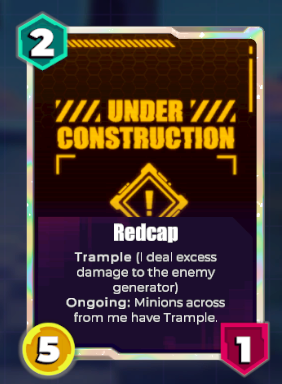 2
UNDER
CONSTRUCTION
!
Redcap
Trample (I deal excess
damage to the enemy
generator)
Ongoing: Minions across
from me have Trample.
5
1